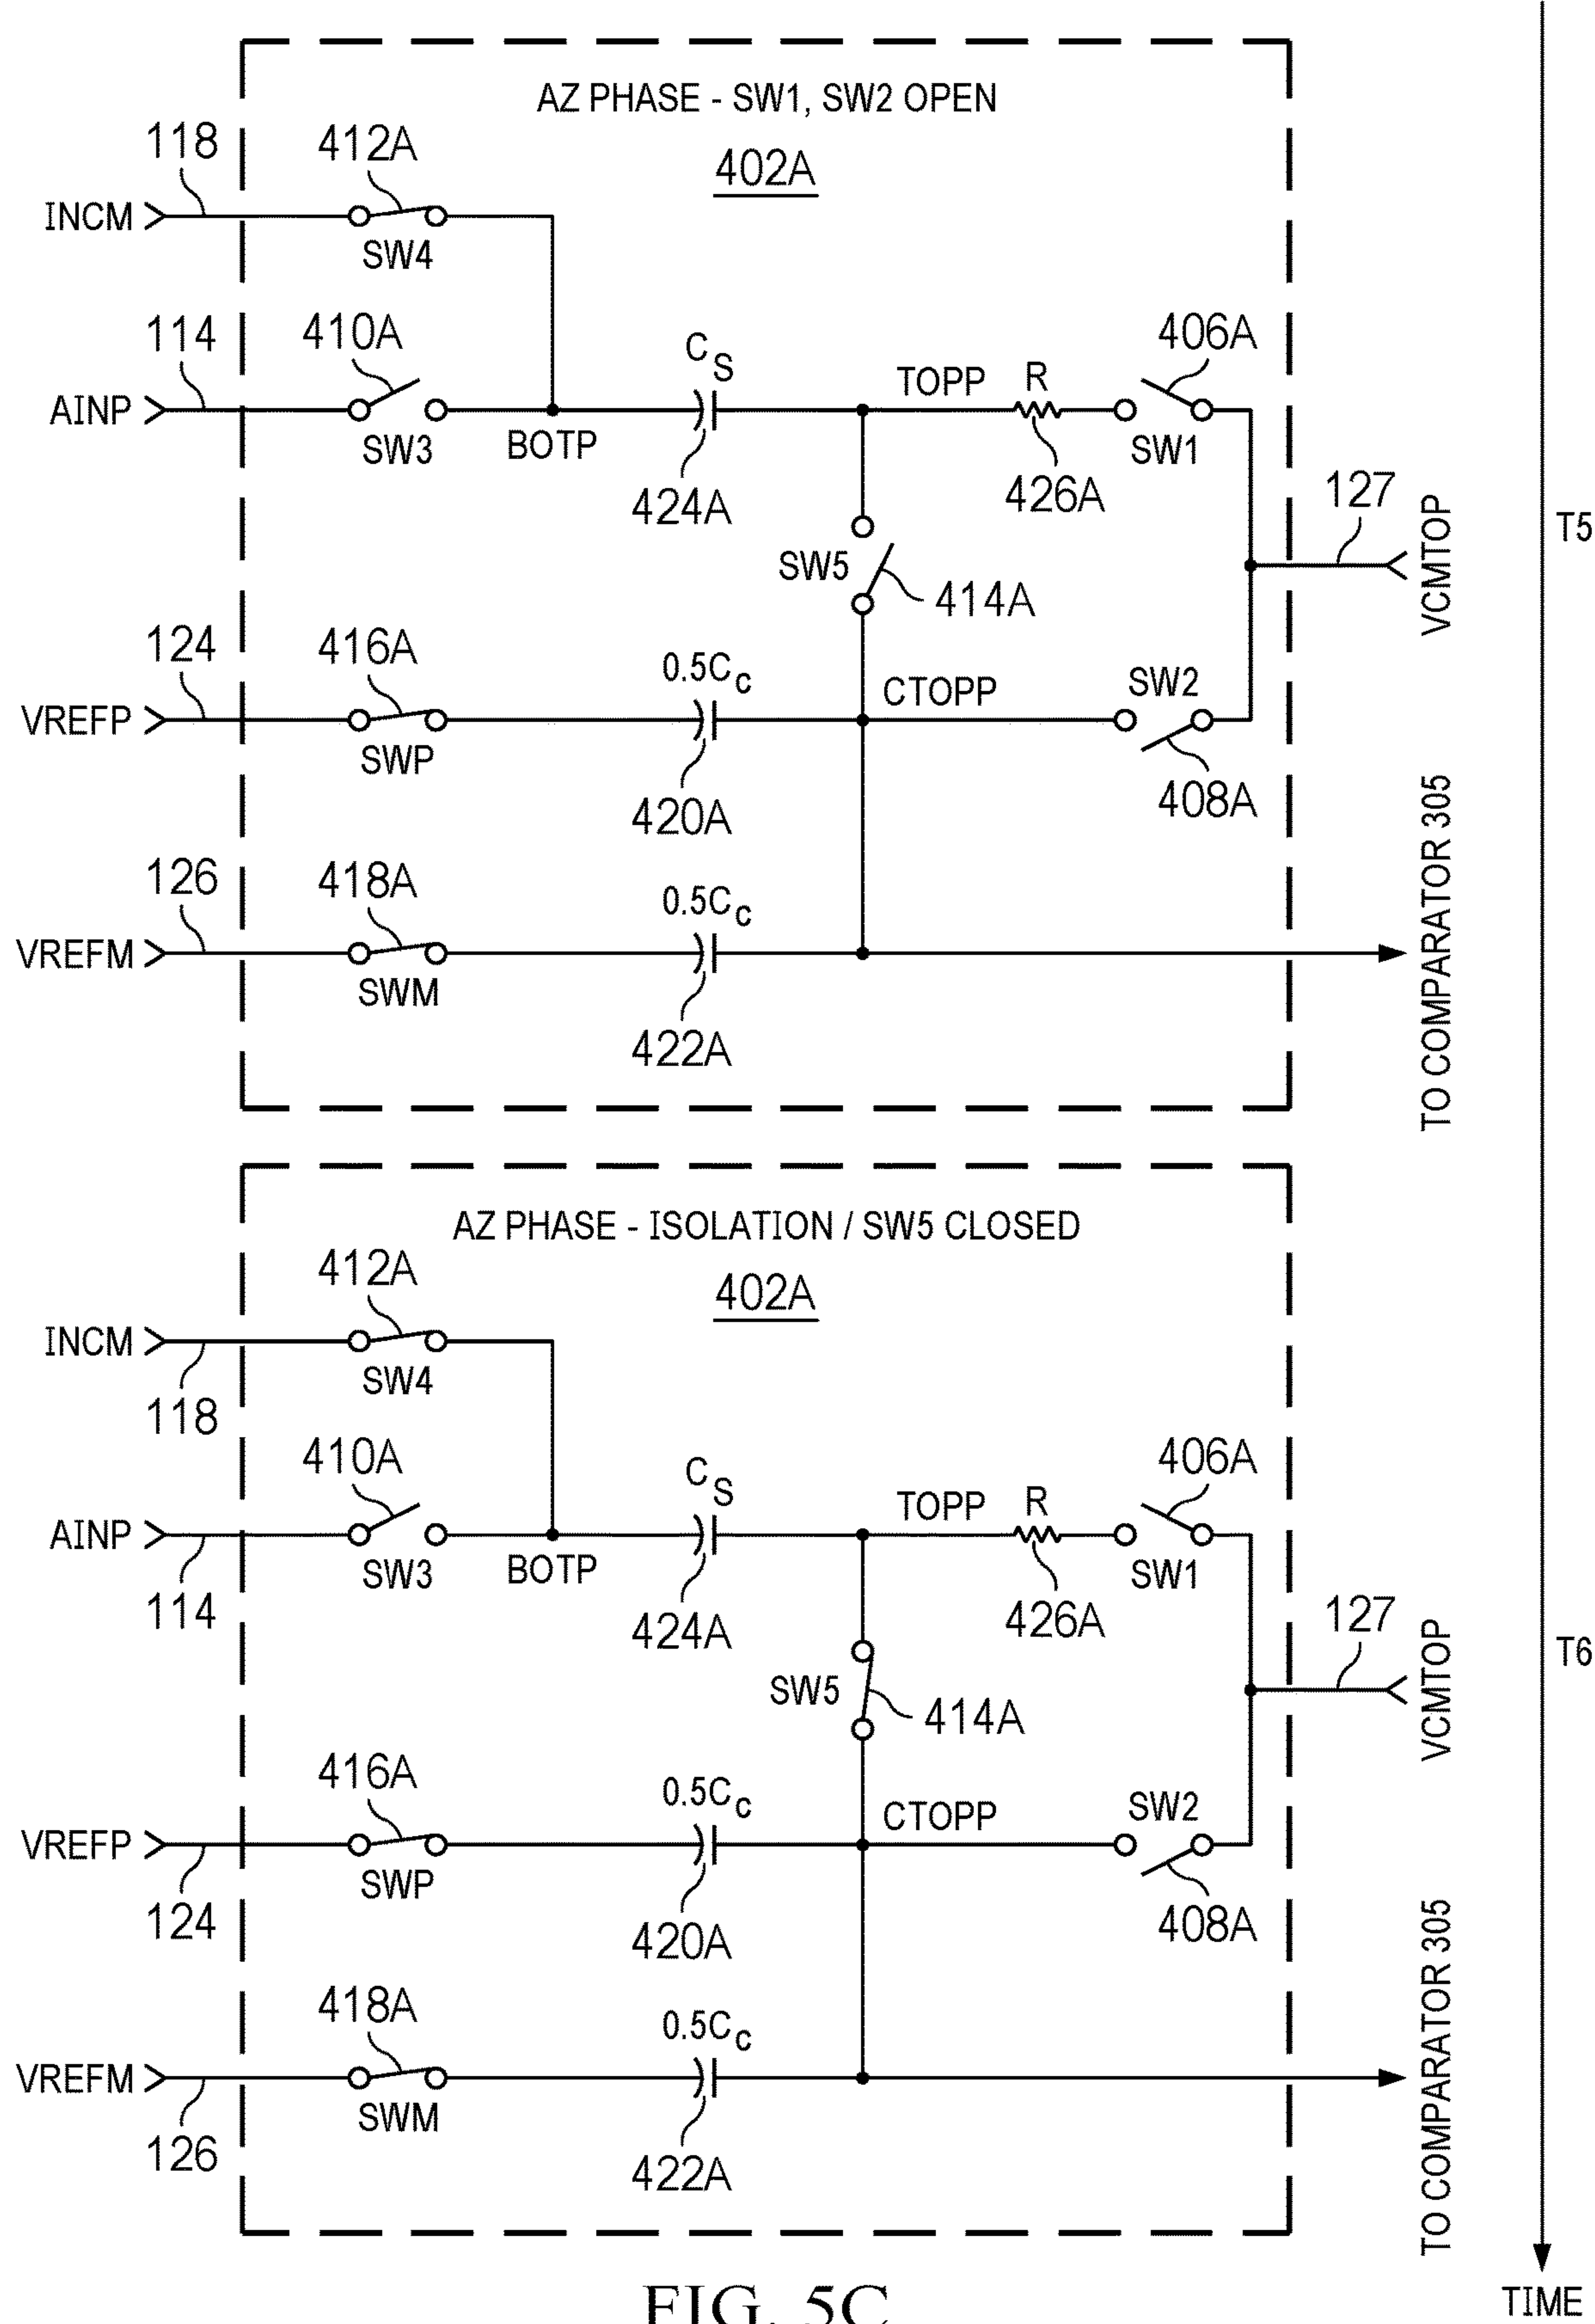 AZ PHASE - SW1, SW2 OPEN
402A
118
412A
INCM
SW4
114
410A
AINP
SW3
BOTP
CS
424A
TOPP
R
426A
406A
SW1
127
VCMTOP
T5
SW5
414A
124
416A
VREFP
SWP
0.5Cc
420A
CTOPP
SW2
408A
126
418A
VREFM
SWM
0.5Cc
422A
TO COMPARATOR 305
AZ PHASE - ISOLATION / SW5 CLOSED
402A
412A
INCM
118
SW4
410A
AINP
114
SW3
BOTP
CS
424A
TOPP
R
426A
406A
SW1
127
VCMTOP
T6
SW5
414A
416A
VREFP
124
SWP
0.5Cc
420A
CTOPP
SW2
408A
418A
VREFM
126
SWM
0.5Cc
422A
TO COMPARATOR 305
TIME
FIG. 5C